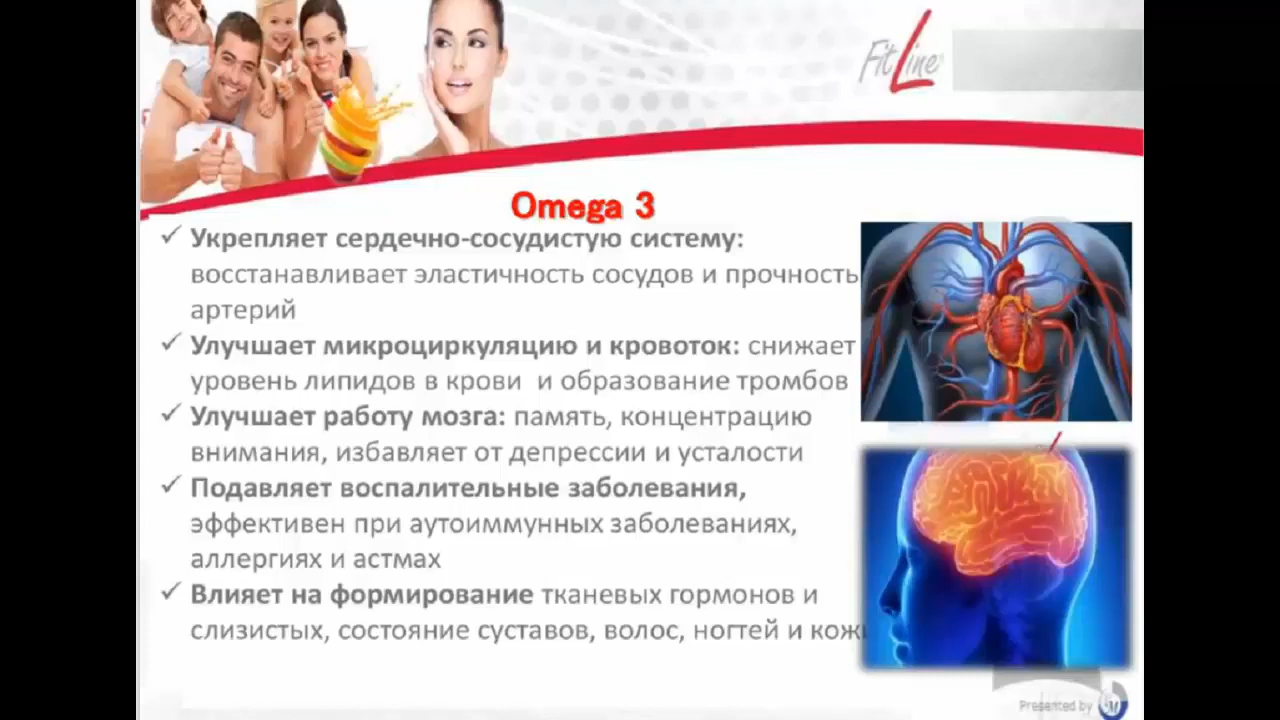 FitLine
Omega 3
✓ Укрепляет сердечно-сосудистую систему:
восстанавливает эластичность сосудов и прочность
артерий
✓ Улучшает микроциркуляцию и кровоток: снижает
уровень липидов в крови и образование тромбов
✓ Улучшает работу мозга: память, концентрацию
внимания, избавляет от депрессии и усталости
✓ Подавляет воспалительные заболевания,
эффективен при аутоиммунных заболеваниях,
аллергиях и астмах
✓ Влияет на формирование тканевых гормонов и
слизистых, состояние суставов, волос, ногтей и кожи
Presented by